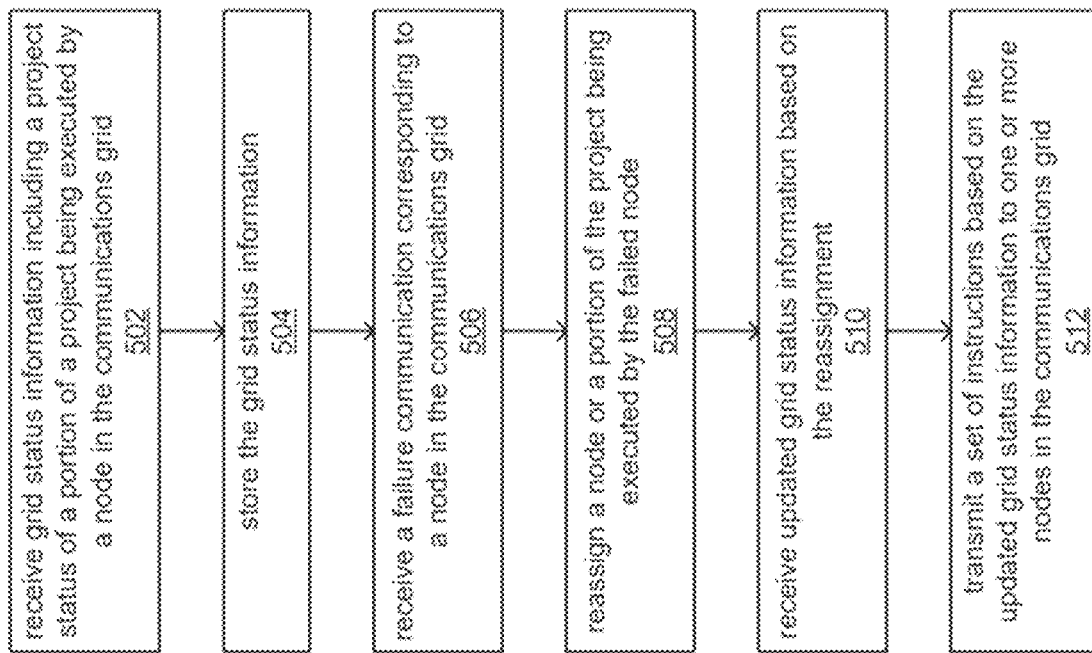 receive grid status information including a project
status of a portion of a project being executed by
a node in the communications grid
502
store the grid status information
504
receive a failure communication corresponding to
a node in the communications grid
506
reassign a node or a portion of the project being
executed by the failed node
508
receive updated grid status information based on
the reassignment
510
transmit a set of instructions based on the
updated grid status information to one or more
nodes in the communications grid
512